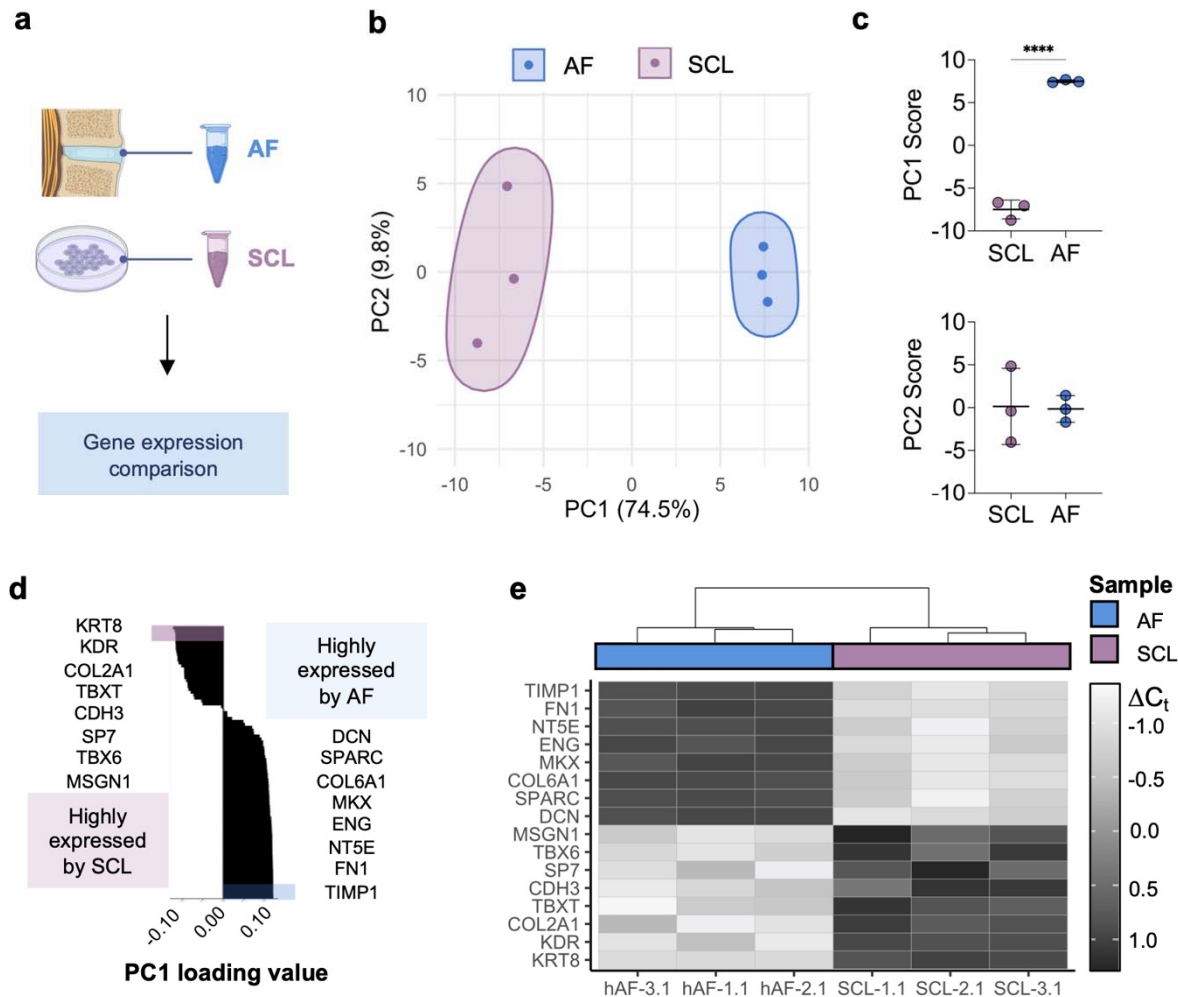 a
AF
SCL
Gene expression
comparison
b
AF
SCL
10
5
0
-5
-10
PC2 (9.8%)
-10
-5
0
5
10
PC1 (74.5%)
c
****
10
5
0
-5
-10
PC1 Score
SCL
AF
10
5
0
-5
-10
PC2 Score
SCL
AF
d
KRT8
KDR
COL2A1
TBXT
CDH3
SP7
TBX6
MSGN1
Highly
expressed
by SCL
Highly
expressed
by AF
DCN
SPARC
COL6A1
MKX
ENG
NT5E
FN1
TIMP1
-0.10
0.00
0.10
PC1 loading value
e
TIMP1
FN1
NT5E
ENG
MKX
COL6A1
SPARC
DCN
MSGN1
TBX6
SP7
CDH3
TBXT
COL2A1
KDR
KRT8
hAF-3.1
hAF-1.1
hAF-2.1
SCL-1.1
SCL-2.1
SCL-3.1
Sample
AF
SCL
ΔCt
-1.0
-0.5
0.0
0.5
1.0